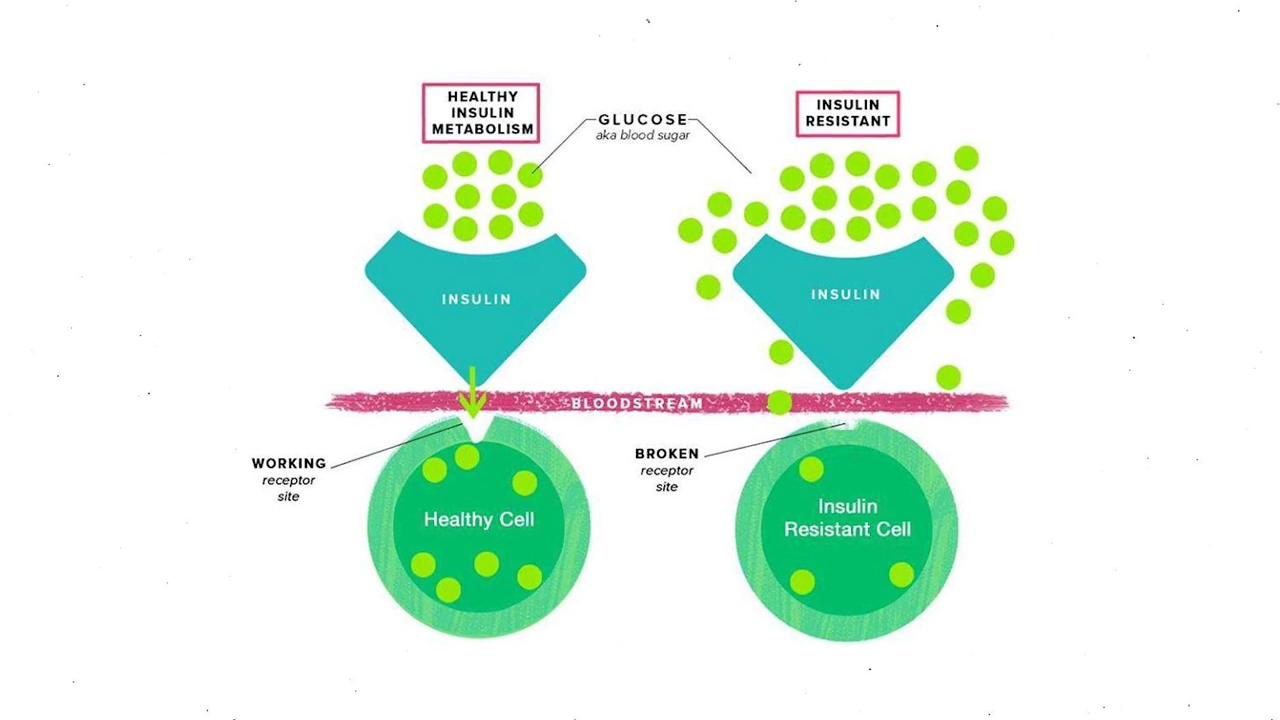 HEALTHY
INSULIN
METABOLISM
GLUCOSE
aka blood sugar
INSULIN
RESISTANT
INSULIN
INSULIN
BLOODSTREAM
WORKING
receptor
site
BROKEN
receptor
site
Healthy Cell
Insulin
Resistant Cell